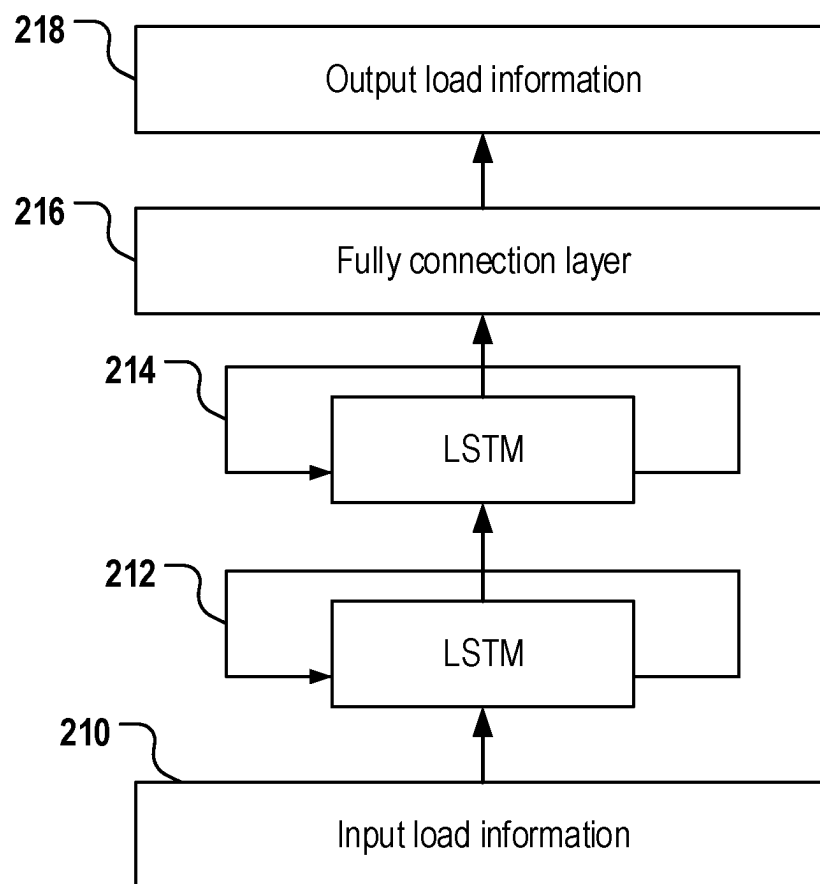 218
Output load information
216
Fully connection layer
214
LSTM
212
LSTM
210
Input load information